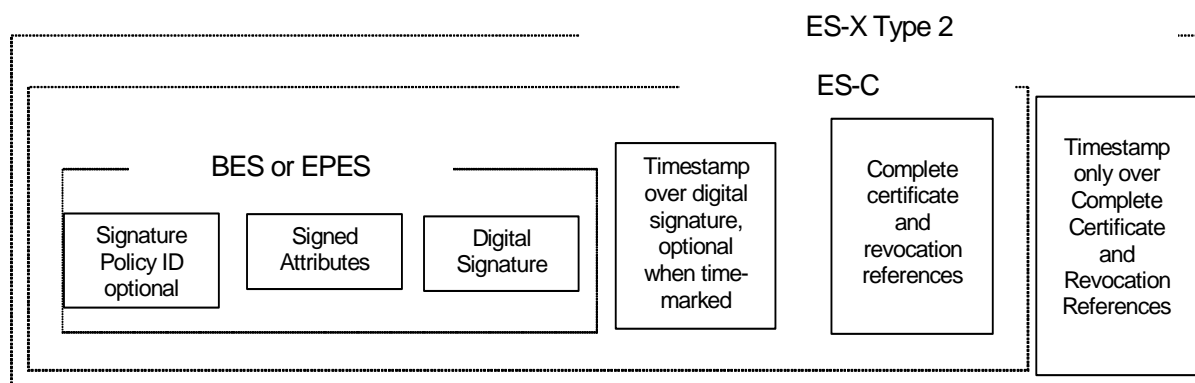 ES-X Type 2
ES-C
BES or EPES
Signature
Policy ID
optional
Signed
Attributes
Digital
Signature
Timestamp
over digital
signature,
optional
when time-
marked
Complete
certificate
and
revocation
references
Timestamp
only over
Complete
Certificate
and
Revocation
References